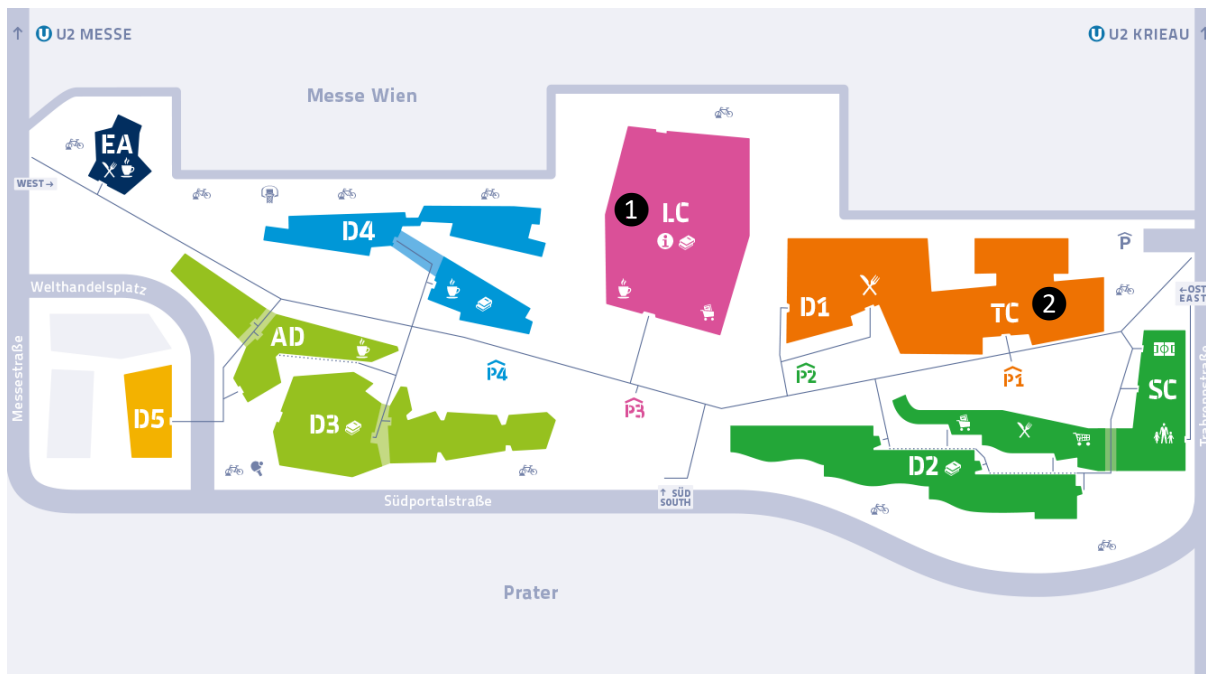 ↑ U U2 MESSE
U U2 KRIEAU ↑
Messe Wien
EA
WEST→
D4
1
LC
i
P
←OST
EAST
Welthandelsplatz
D1
TC
2
AD
P4
P2
P1
SC
Messestraße
D5
D3
P3
D2
↑ SÜD
SOUTH
Südportalstraße
Trabrennstraße
Prater